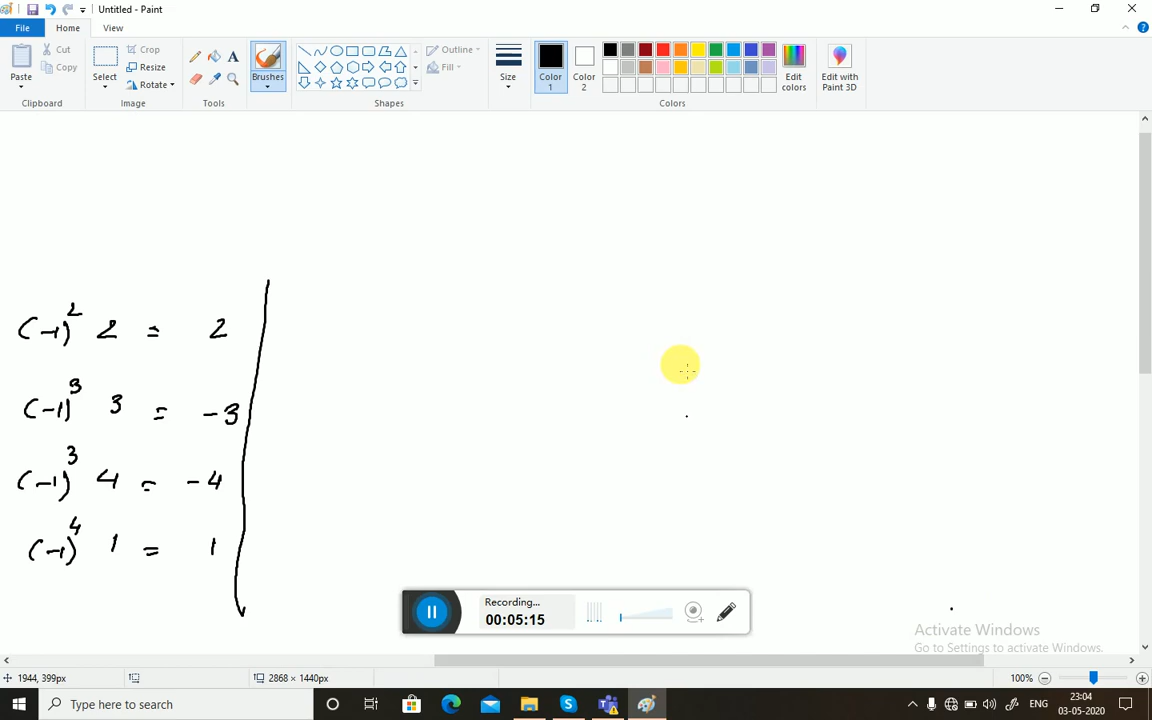 Untitled - Paint
File Home View
Paste Cut Copy
Clipboard
Select Crop Resize Rotate
Image
Tools
Brushes
Shapes
Outline Fill
Size
Color 1 Color 2
Edit colors
Colors
Edit with Paint 3D
(-1)² 2 = 2
(-1)³ 3 = -3
(-1)³ 4 = -4
(-1)⁴ 1 = 1
Recording...
00:05:15
Activate Windows
Go to Settings to activate Windows.
1944, 399px 2868 × 1440px 100%
Type here to search
ENG 23:04
03-05-2020